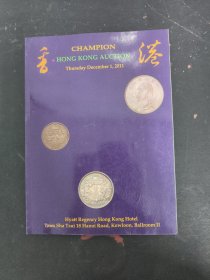 CHAMPION
香 港
HONG KONG AUCTION
Thursday December 1, 2011
Hyatt Regency Hong Kong Hotel
Tsim Sha Tsui 18 Hanoi Road, Kowloon, Ballroom II